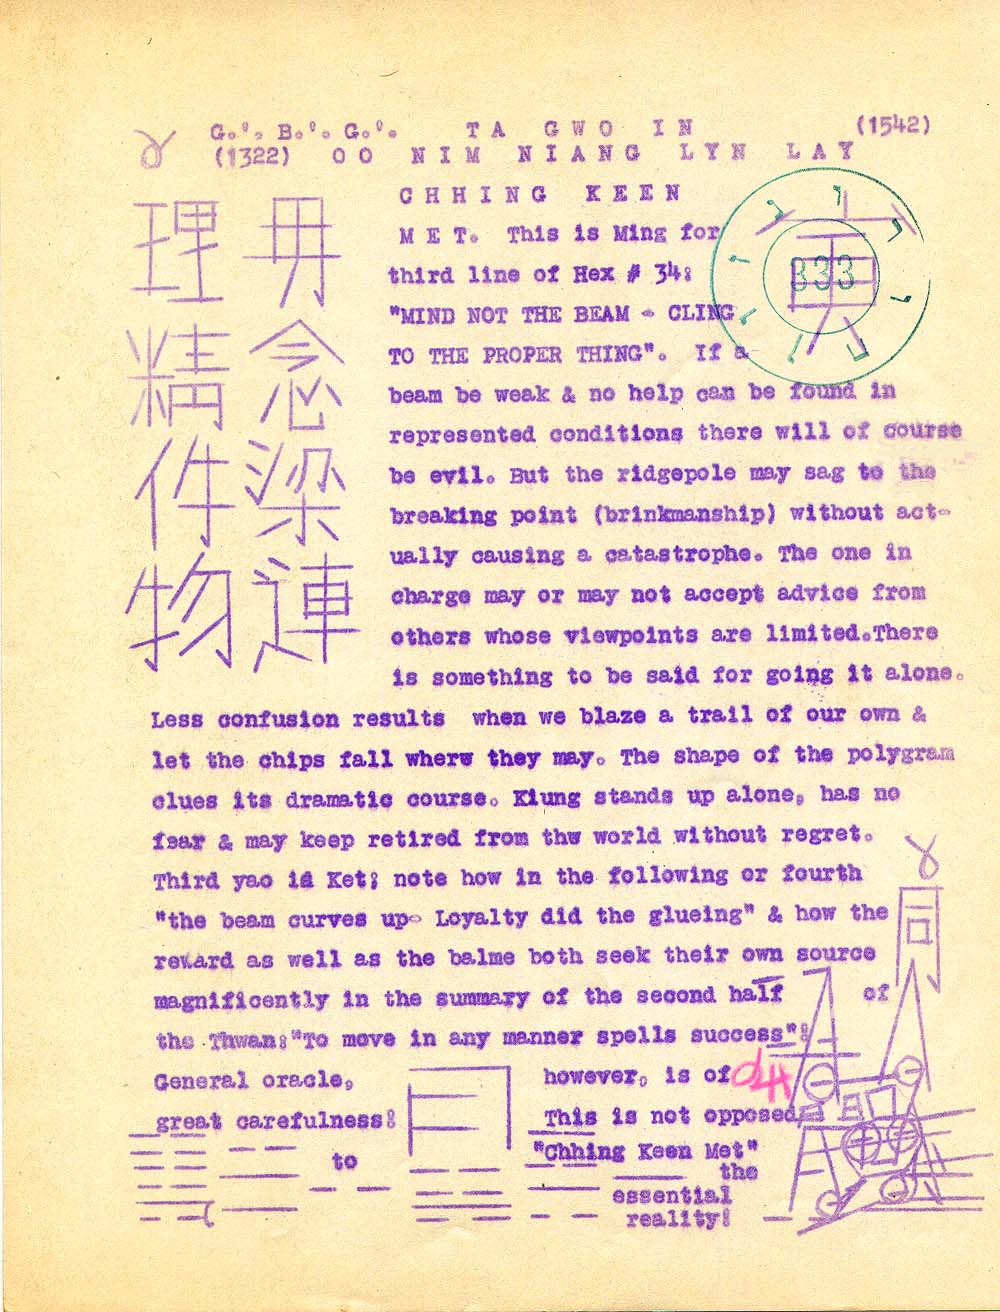 G.'. B.'. G.'. TA GWO IN (1542)
(1322) OO NIM NIANG LYN LAY
CHHING KEEN
毋念梁連
理精件物
333
MET. This is Ming for
third line of Hex # 34:
"MIND NOT THE BEAM - CLING
TO THE PROPER THING". If a
beam be weak & no help can be found in
represented conditions there will of course
be evil. But the ridgepole may sag to the
breaking point (brinkmanship) without act-
ually causing a catastrophe. The one in
charge may or may not accept advice from
others whose viewpoints are limited.There
is something to be said for going it alone.
Less confusion results when we blaze a trail of our own &
let the chips fall where they may. The shape of the polygram
clues its dramatic course. Kiung stands up alone, has no
fear & may keep retired from thw world without regret.
Third yao id Ket; note how in the following or fourth
"the beam curves up- Loyalty did the glueing" & how the
reward as well as the balme both seek their own source
magnificently in the summary of the second half of
the Thwan:"To move in any manner spells success":
General oracle, however, is of
great carefulness: This is not opposed
to "Chhing Keen Met"
the
essential
reality: